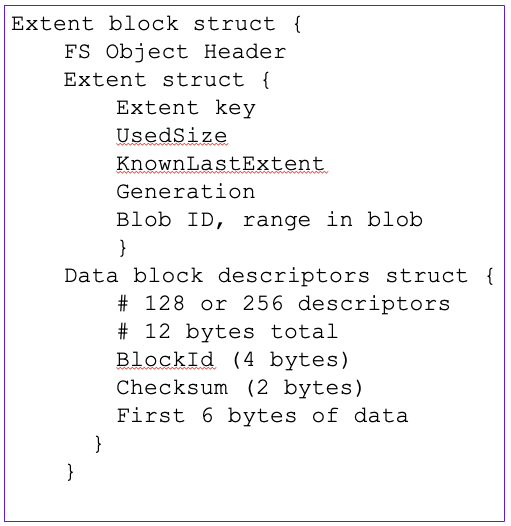 Extent block struct {
FS Object Header
Extent struct {
Extent key
UsedSize
KnownLastExtent
Generation
Blob ID, range in blob
}
Data block descriptors struct {
# 128 or 256 descriptors
# 12 bytes total
BlockId (4 bytes)
Checksum (2 bytes)
First 6 bytes of data
}
}